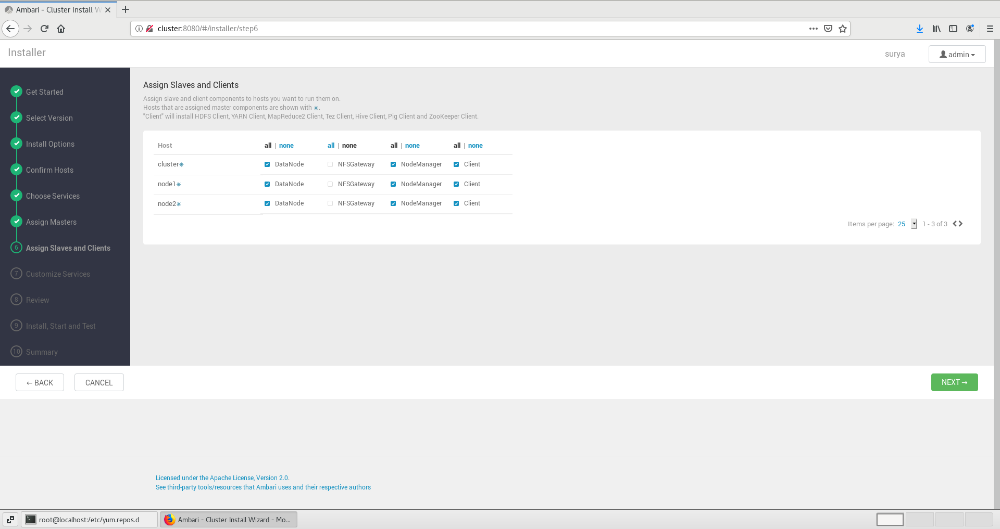 Ambari - Cluster Install W
cluster:8080/#/installer/step6
Installer
surya
admin
Get Started
Select Version
Install Options
Confirm Hosts
Choose Services
Assign Masters
6 Assign Slaves and Clients
7 Customize Services
8 Review
9 Install, Start and Test
10 Summary
Assign Slaves and Clients
Assign slave and client components to hosts you want to run them on.
Hosts that are assigned master components are shown with ✷.
"Client" will install HDFS Client, YARN Client, MapReduce2 Client, Tez Client, Hive Client, Pig Client and ZooKeeper Client.
Host all | none all | none all | none all | none
cluster✷ DataNode NFSGateway NodeManager Client
node1✷ DataNode NFSGateway NodeManager Client
node2✷ DataNode NFSGateway NodeManager Client
Items per page: 25 1 - 3 of 3
← BACK
CANCEL
NEXT →
Licensed under the Apache License, Version 2.0.
See third-party tools/resources that Ambari uses and their respective authors
root@localhost:/etc/yum.repos.d
Ambari - Cluster Install Wizard - Mo...